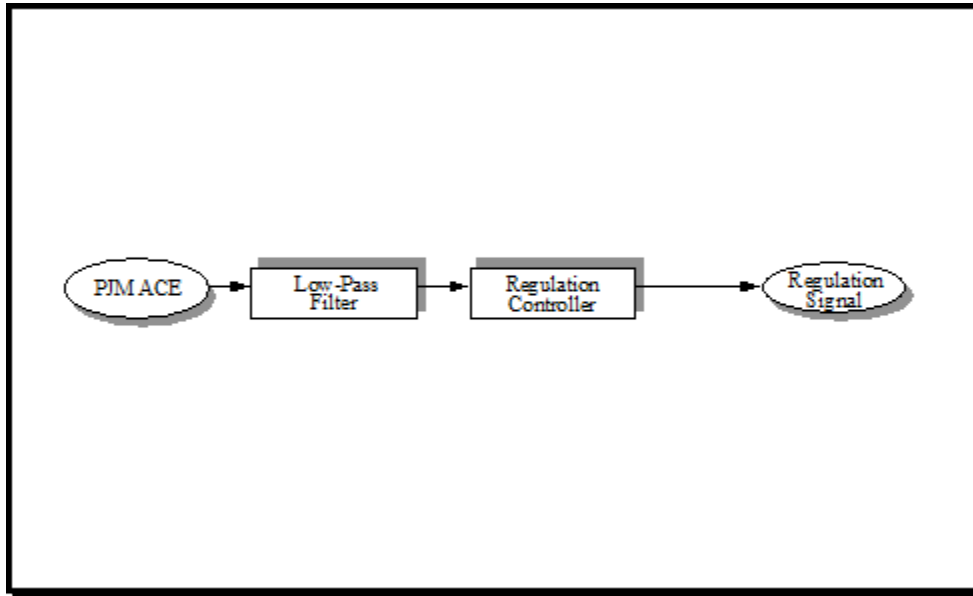 PJM ACE
Low-Pass
Filter
Regulation
Controller
Regulation
Signal